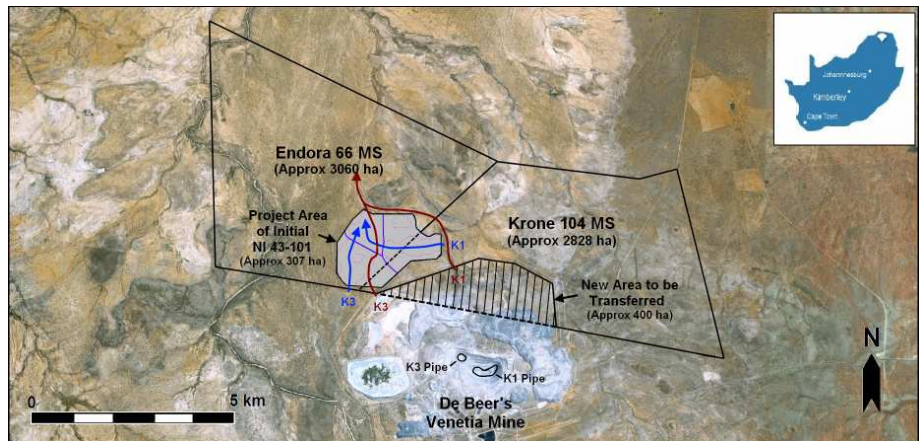 Johannnesburg
Kimberley
Cape Town
Endora 66 MS
(Approx 3060 ha)
Project Area
of Initial
NI 43-101
(Approx 307 ha)
Krone 104 MS
(Approx 2828 ha)
K1
K1
K3
K3
New Area to be
Transferred
(Approx 400 ha)
N
K3 Pipe
K1 Pipe
0
5 km
De Beer's
Venetia Mine